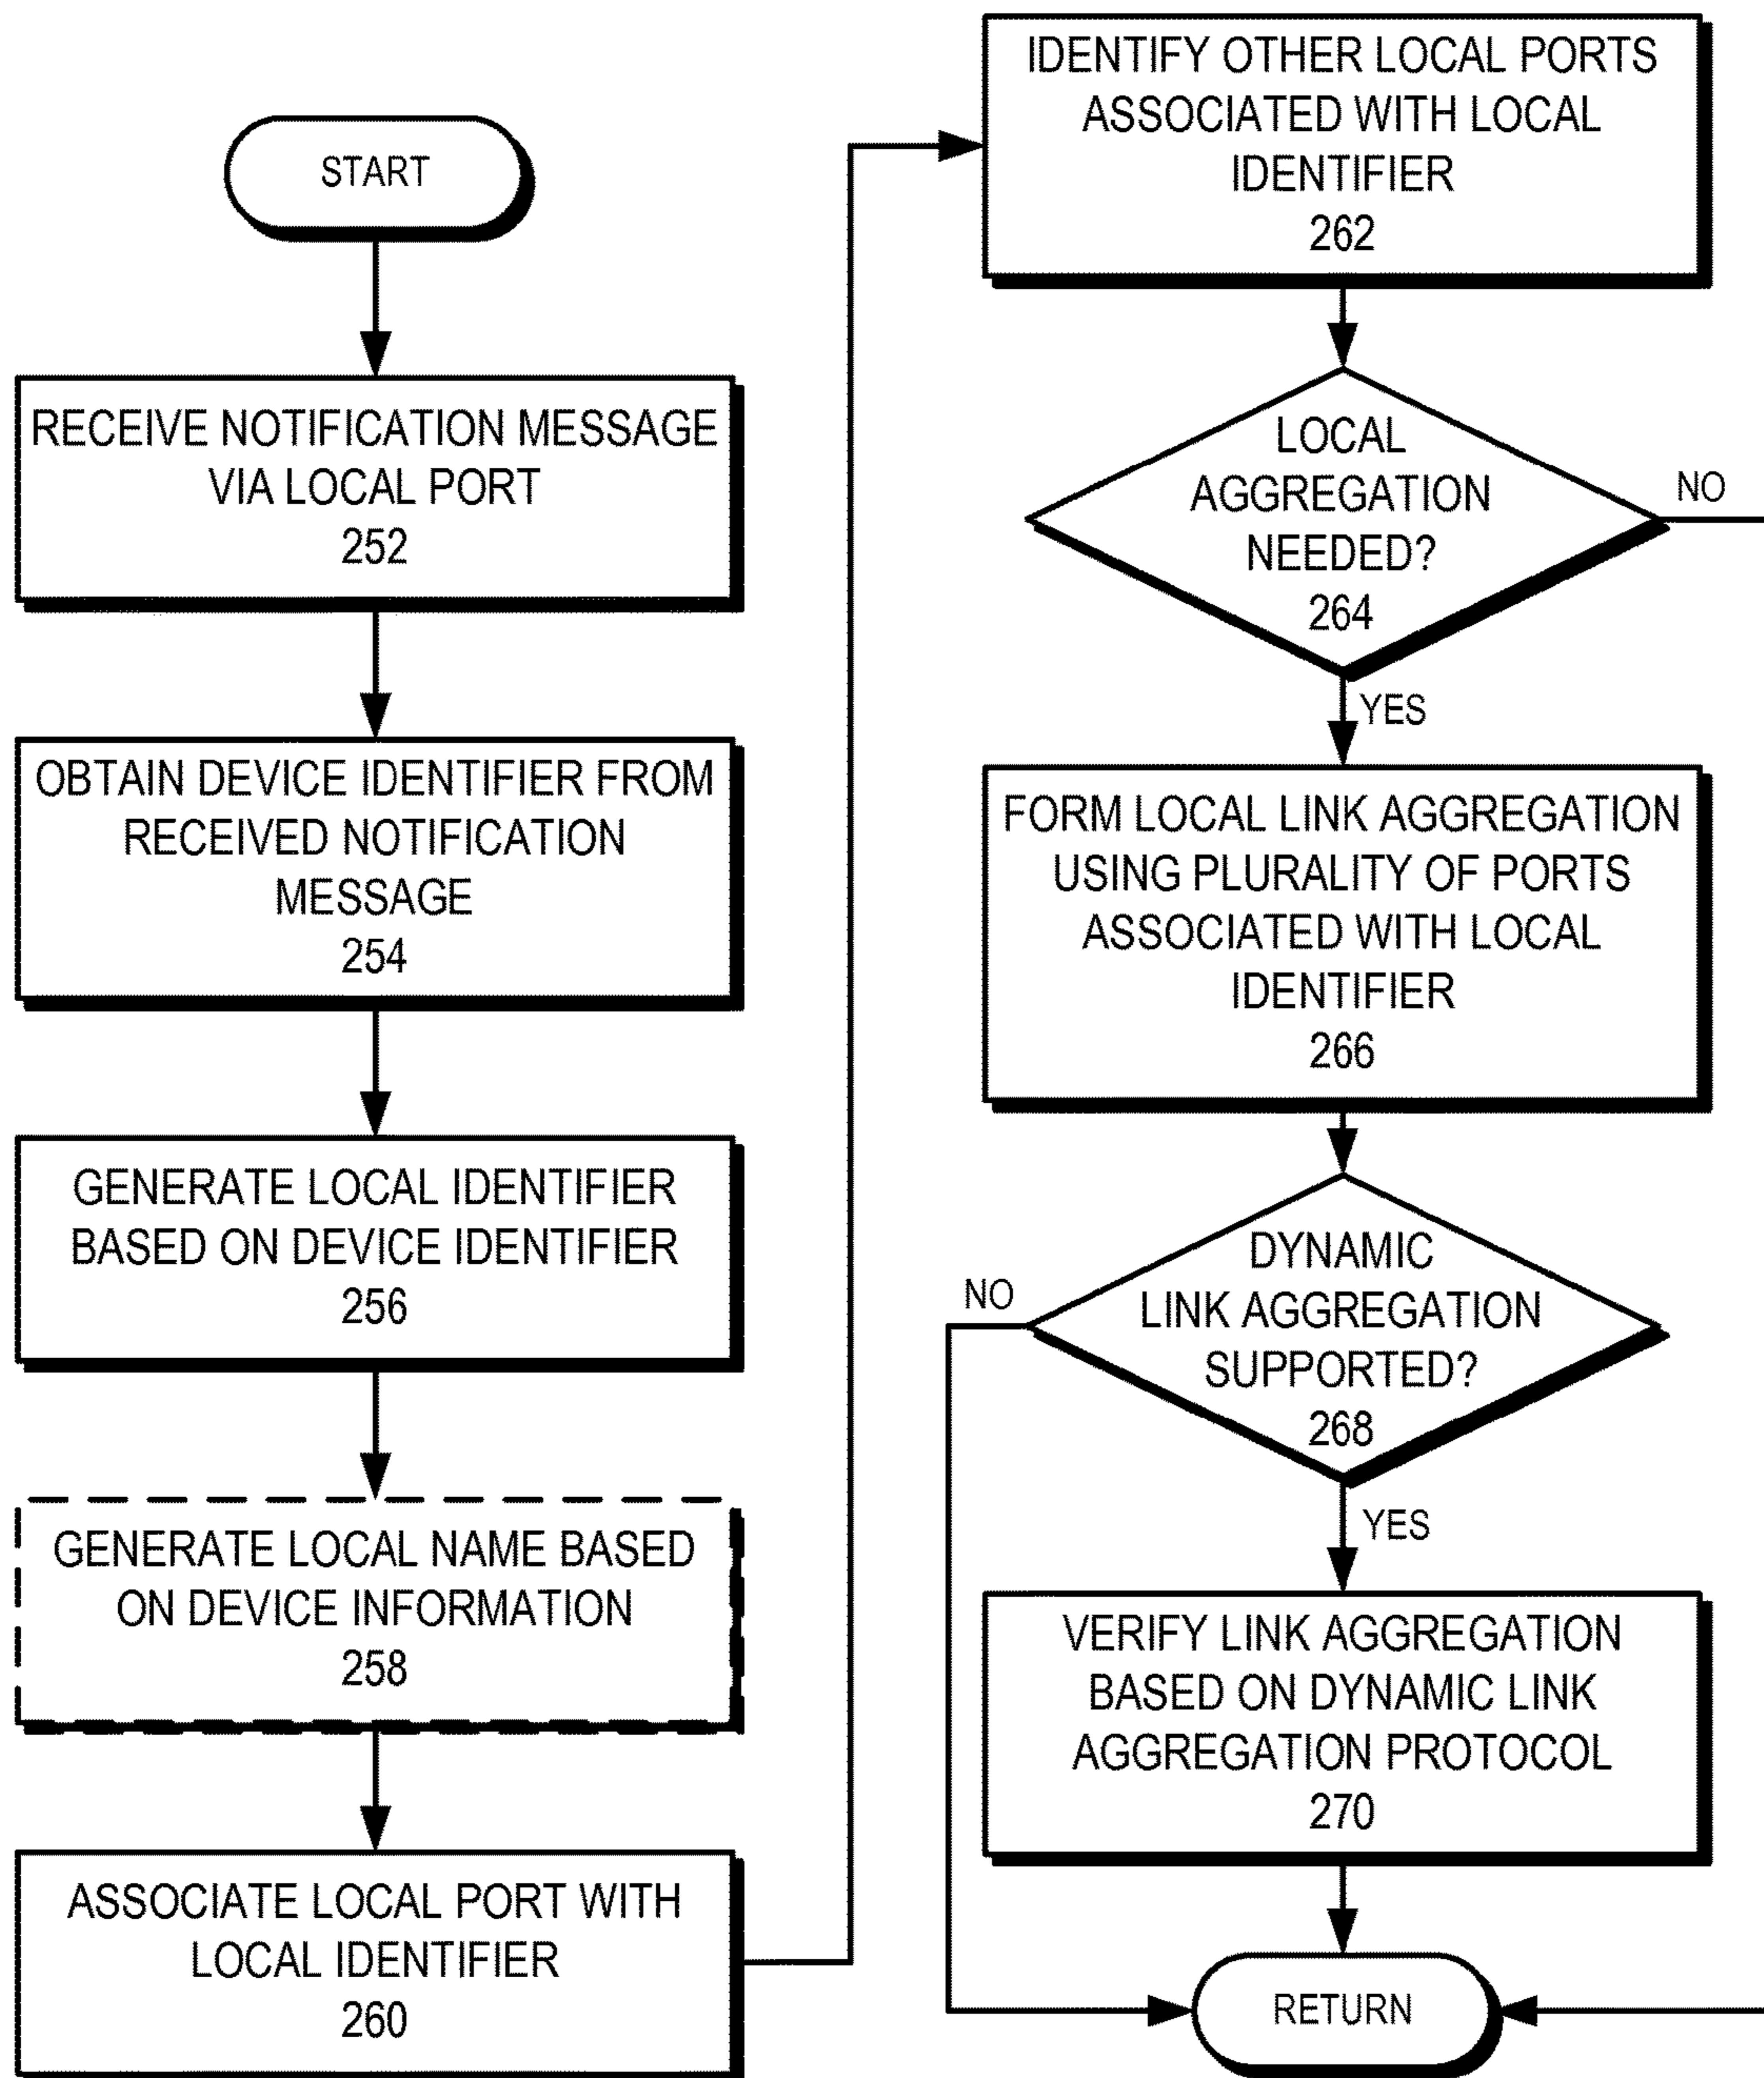 START
RECEIVE NOTIFICATION MESSAGE
VIA LOCAL PORT
252
OBTAIN DEVICE IDENTIFIER FROM
RECEIVED NOTIFICATION
MESSAGE
254
GENERATE LOCAL IDENTIFIER
BASED ON DEVICE IDENTIFIER
256
GENERATE LOCAL NAME BASED
ON DEVICE INFORMATION
258
ASSOCIATE LOCAL PORT WITH
LOCAL IDENTIFIER
260
IDENTIFY OTHER LOCAL PORTS
ASSOCIATED WITH LOCAL
IDENTIFIER
262
LOCAL
AGGREGATION
NEEDED?
264
NO
YES
FORM LOCAL LINK AGGREGATION
USING PLURALITY OF PORTS
ASSOCIATED WITH LOCAL
IDENTIFIER
266
DYNAMIC
LINK AGGREGATION
SUPPORTED?
268
NO
YES
VERIFY LINK AGGREGATION
BASED ON DYNAMIC LINK
AGGREGATION PROTOCOL
270
RETURN